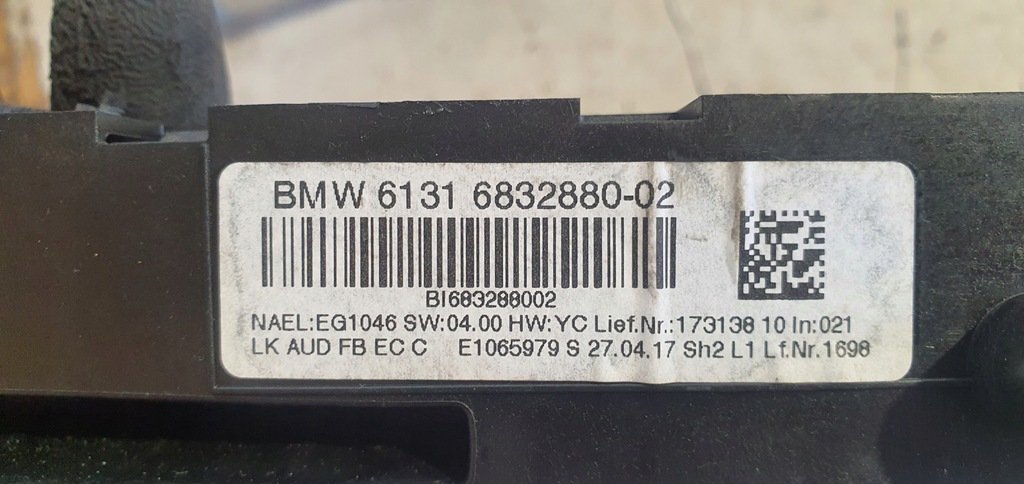 BMW 6131 6832880-02
BI683288002
NAEL:EG1046 SW:04.00 HW:YC Lief.Nr.:173138 10 In:021
LK AUD FB EC C E1065979 S 27.04.17 Sh2 L1 Lf.Nr.1698